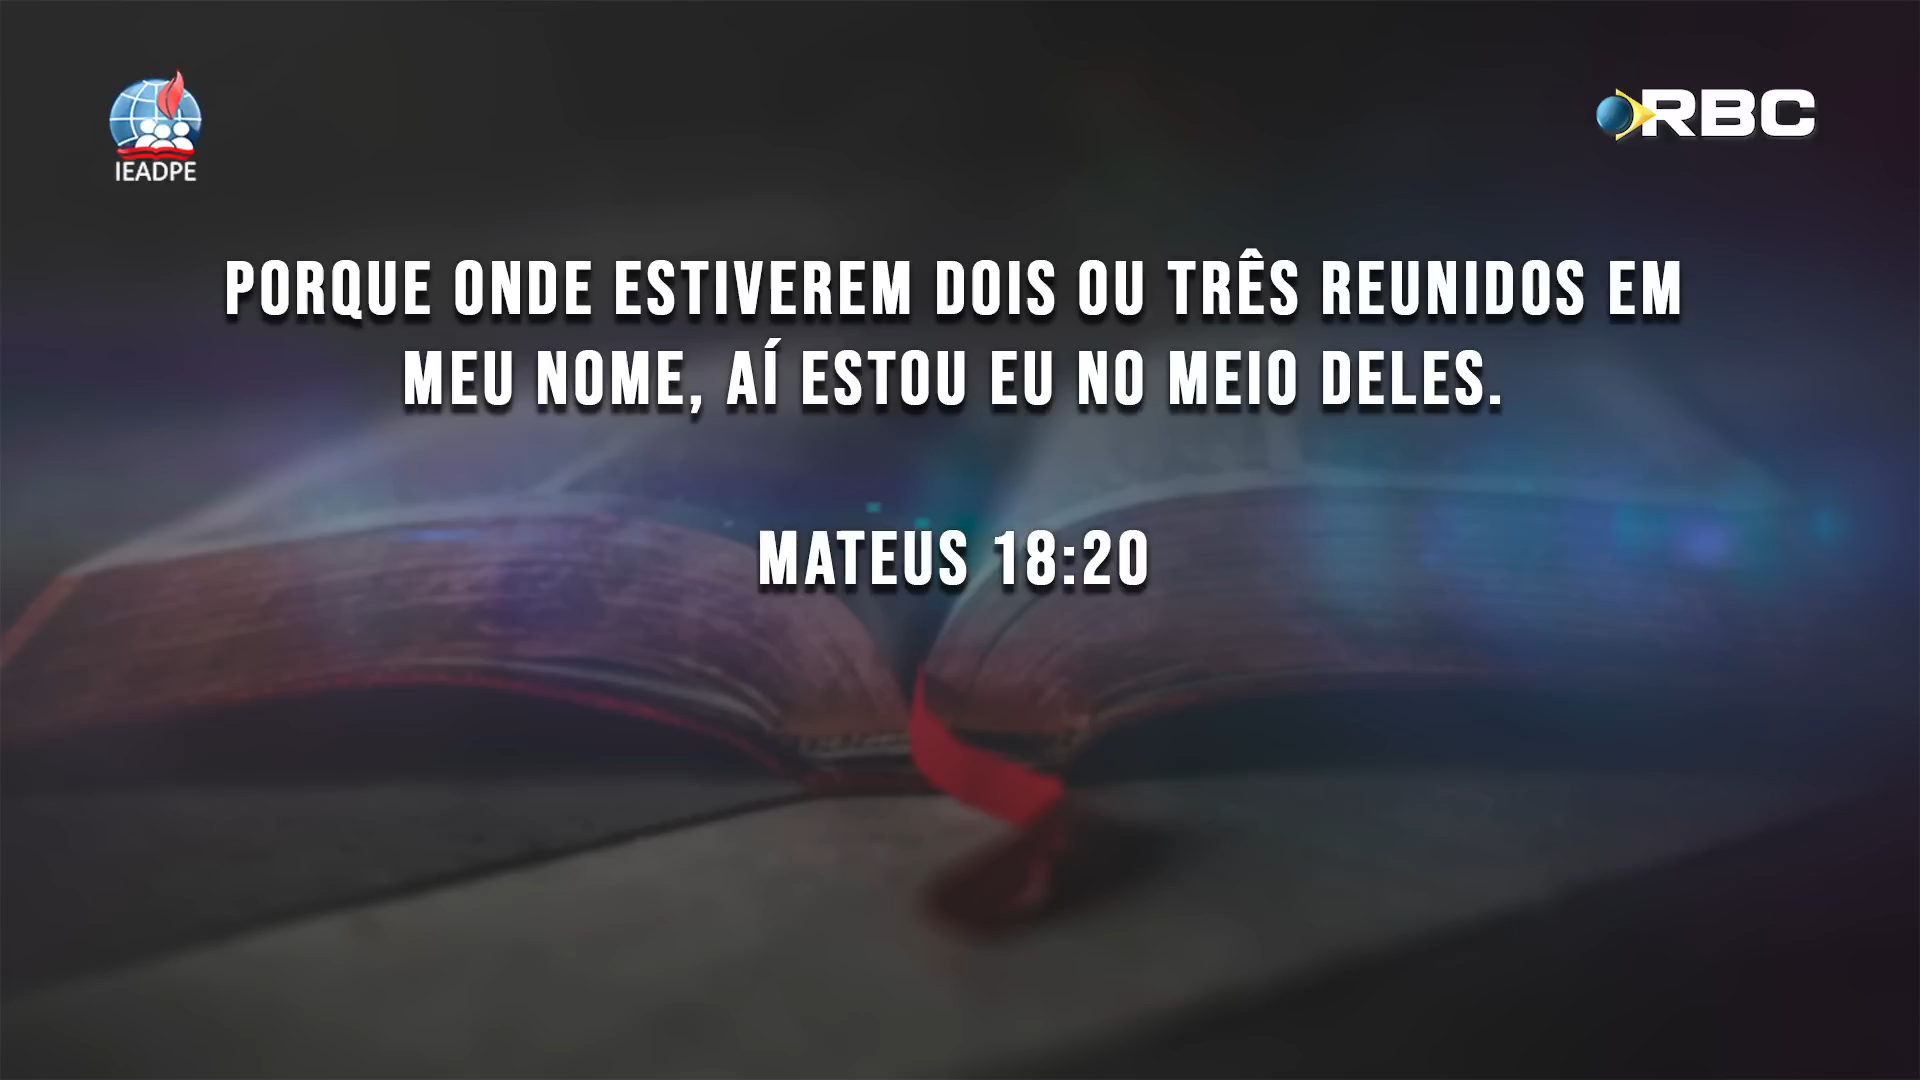 IEADPE
RBC
PORQUE ONDE ESTIVEREM DOIS OU TRÊS REUNIDOS EM
MEU NOME, AÍ ESTOU EU NO MEIO DELES.
MATEUS 18:20